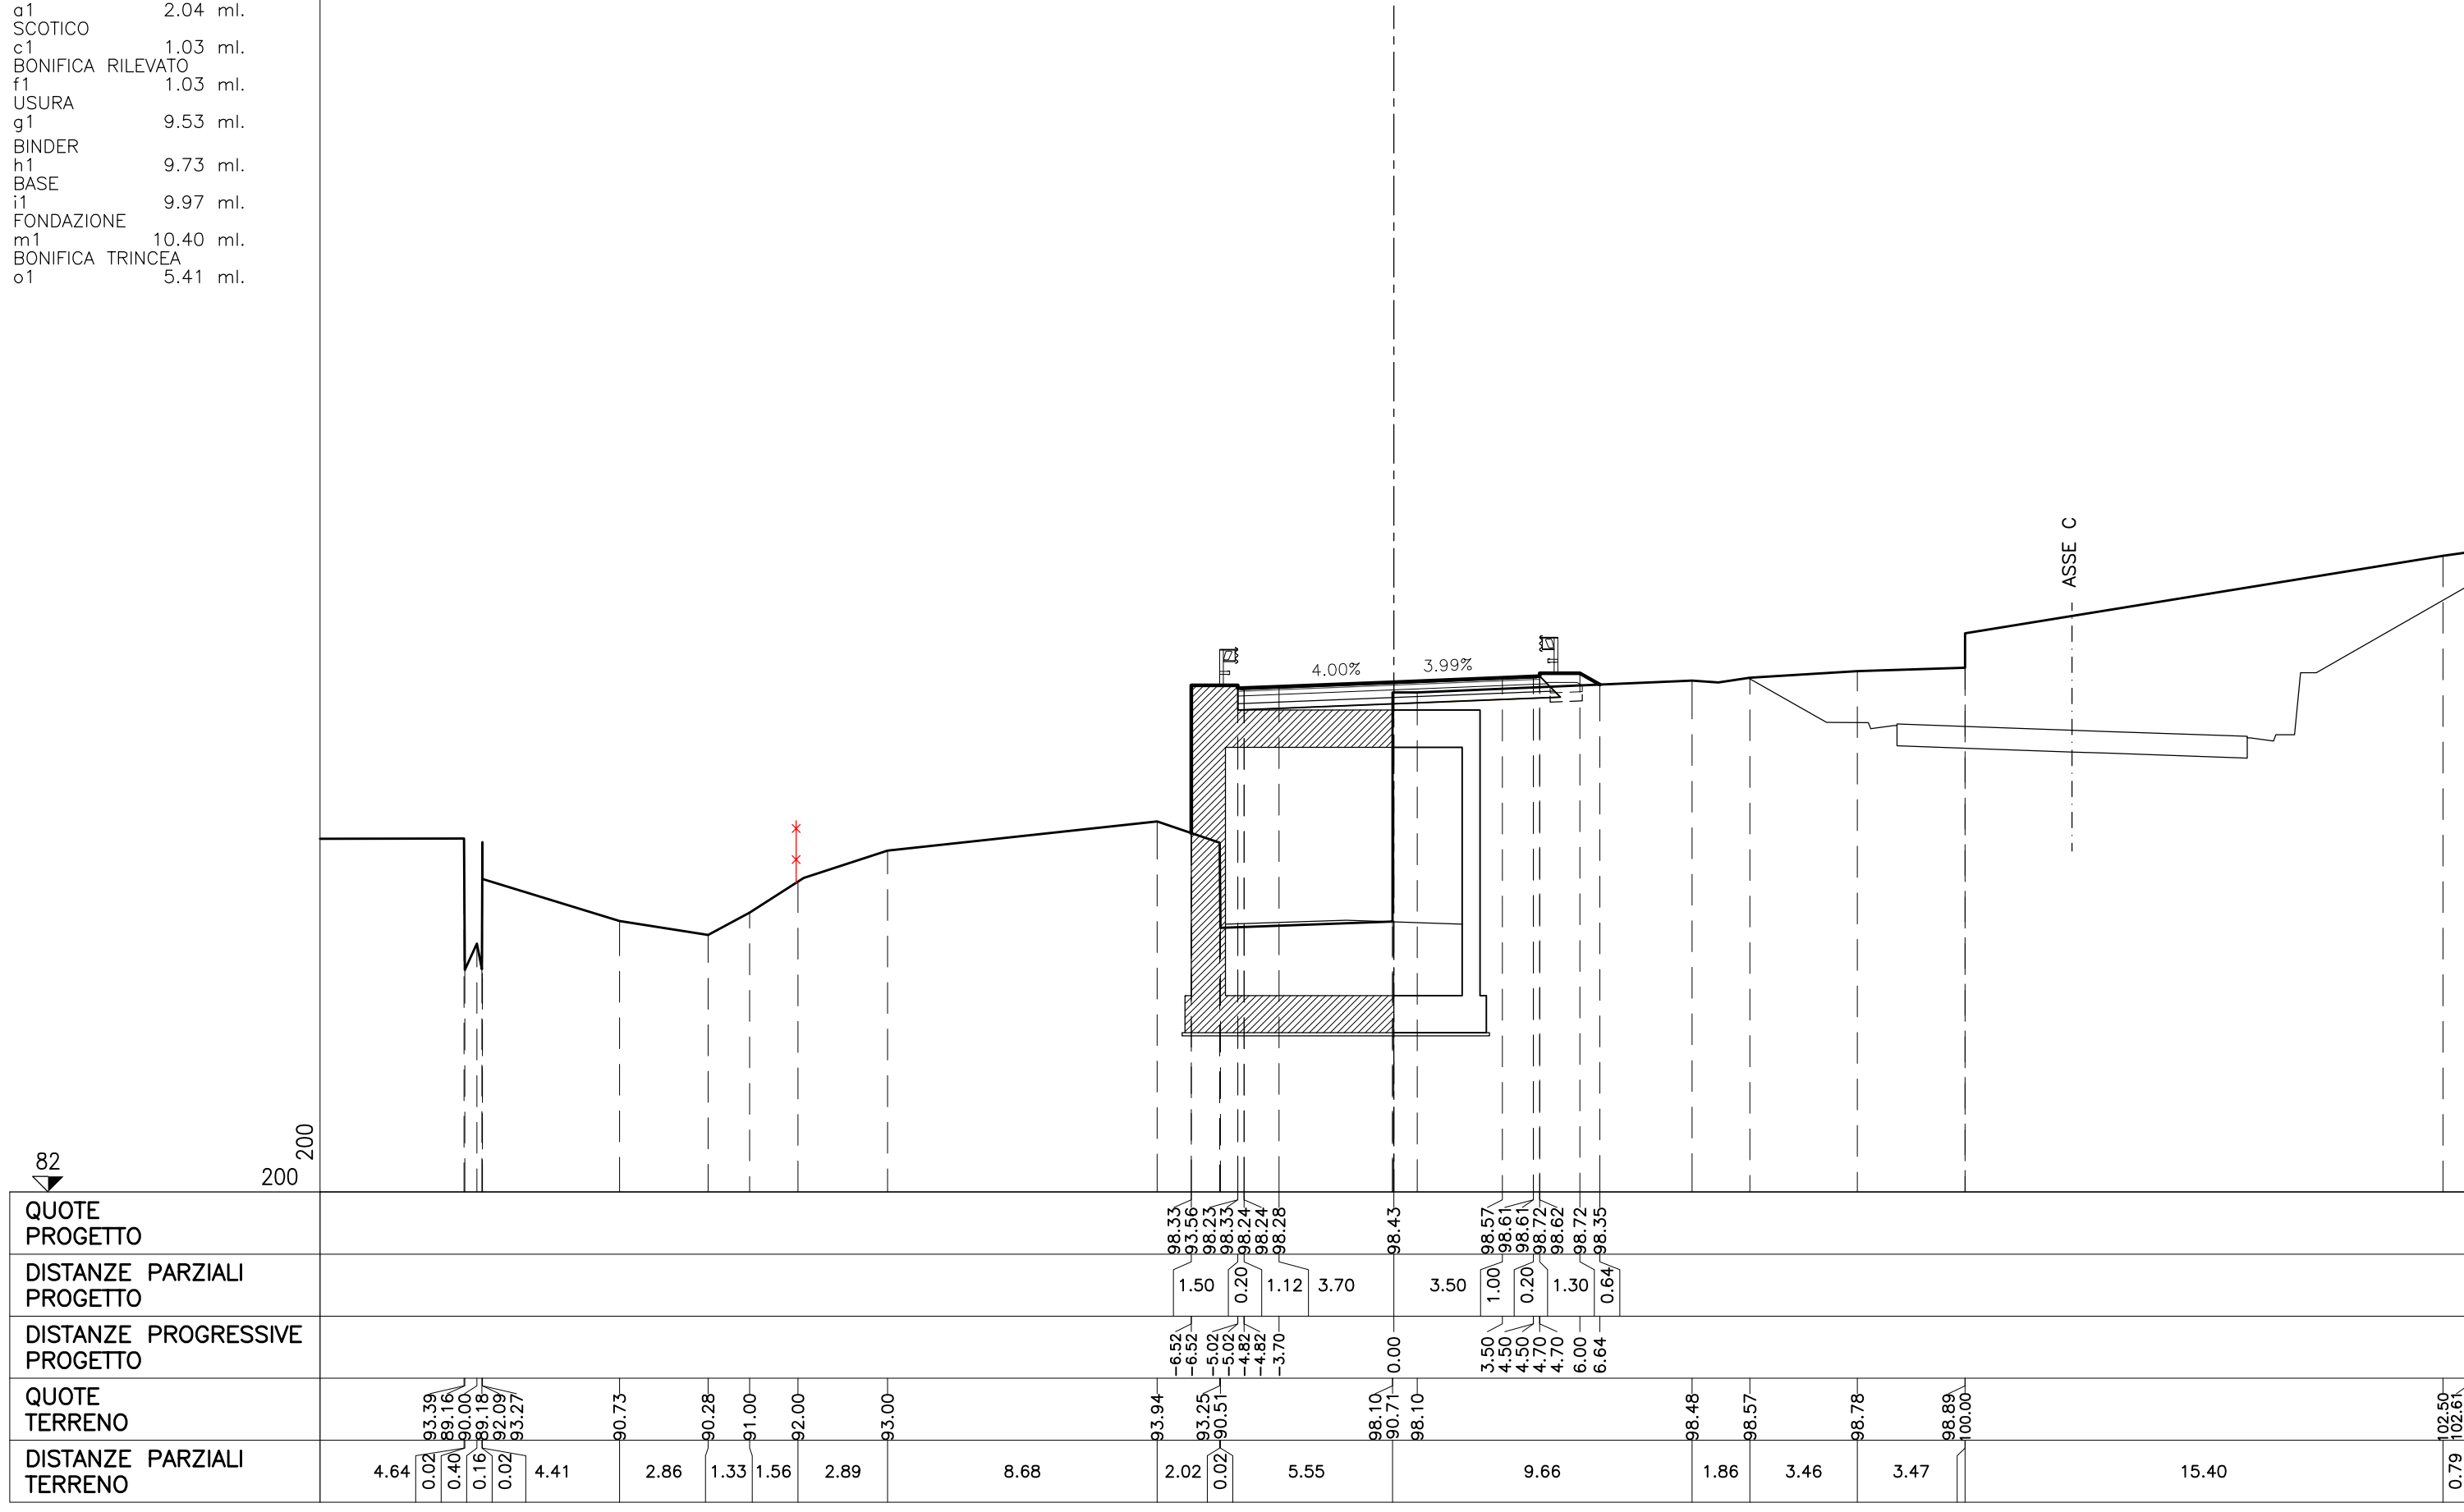 a1 2.04 ml.
SCOTICO
c1 1.03 ml.
BONIFICA RILEVATO
f1 1.03 ml.
USURA
g1 9.53 ml.
BINDER
h1 9.73 ml.
BASE
i1 9.97 ml.
FONDAZIONE
m1 10.40 ml.
BONIFICA TRINCEA
o1 5.41 ml.
ASSE C
4.00% 3.99%
200
82
200
QUOTE
PROGETTO
98.33 93.56 98.23 98.33 98.24 98.24 98.28 98.43 98.57 98.61 98.61 98.72 98.62 98.72 98.35
DISTANZE PARZIALI
PROGETTO
1.50 0.20 1.12 3.70 3.50 1.00 0.20 1.30 0.64
DISTANZE PROGRESSIVE
PROGETTO
-6.52 -6.52 -5.02 -5.02 -4.82 -4.82 -3.70 0.00 3.50 4.50 4.50 4.70 4.70 6.00 6.64
QUOTE
TERRENO
93.39 89.16 90.00 89.18 92.09 93.27 90.73 90.28 91.00 92.00 93.00 93.94 93.25 90.51 98.10 90.71 98.10 98.48 98.57 98.78 98.89 100.00 102.50 102.61
DISTANZE PARZIALI
TERRENO
4.64 0.02 0.40 0.16 0.02 4.41 2.86 1.33 1.56 2.89 8.68 2.02 0.02 5.55 9.66 1.86 3.46 3.47 15.40 0.79